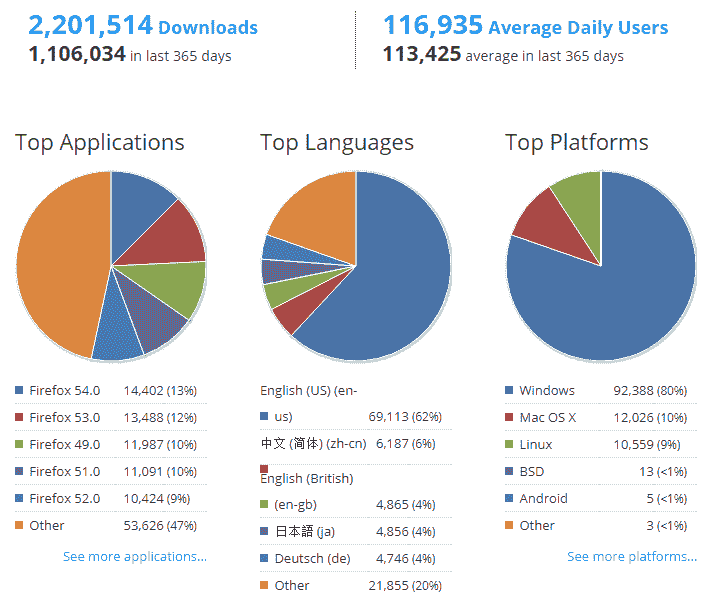 2,201,514 Downloads
1,106,034 in last 365 days
116,935 Average Daily Users
113,425 average in last 365 days
Top Applications
Firefox 54.0 14,402 (13%)
Firefox 53.0 13,488 (12%)
Firefox 49.0 11,987 (10%)
Firefox 51.0 11,091 (10%)
Firefox 52.0 10,424 (9%)
Other 53,626 (47%)
See more applications...
Top Languages
English (US) (en-
us) 69,113 (62%)
中文 (简体) (zh-cn) 6,187 (6%)
English (British)
(en-gb) 4,865 (4%)
日本語 (ja) 4,856 (4%)
Deutsch (de) 4,746 (4%)
Other 21,855 (20%)
Top Platforms
Windows 92,388 (80%)
Mac OS X 12,026 (10%)
Linux 10,559 (9%)
BSD 13 (<1%)
Android 5 (<1%)
Other 3 (<1%)
See more platforms...